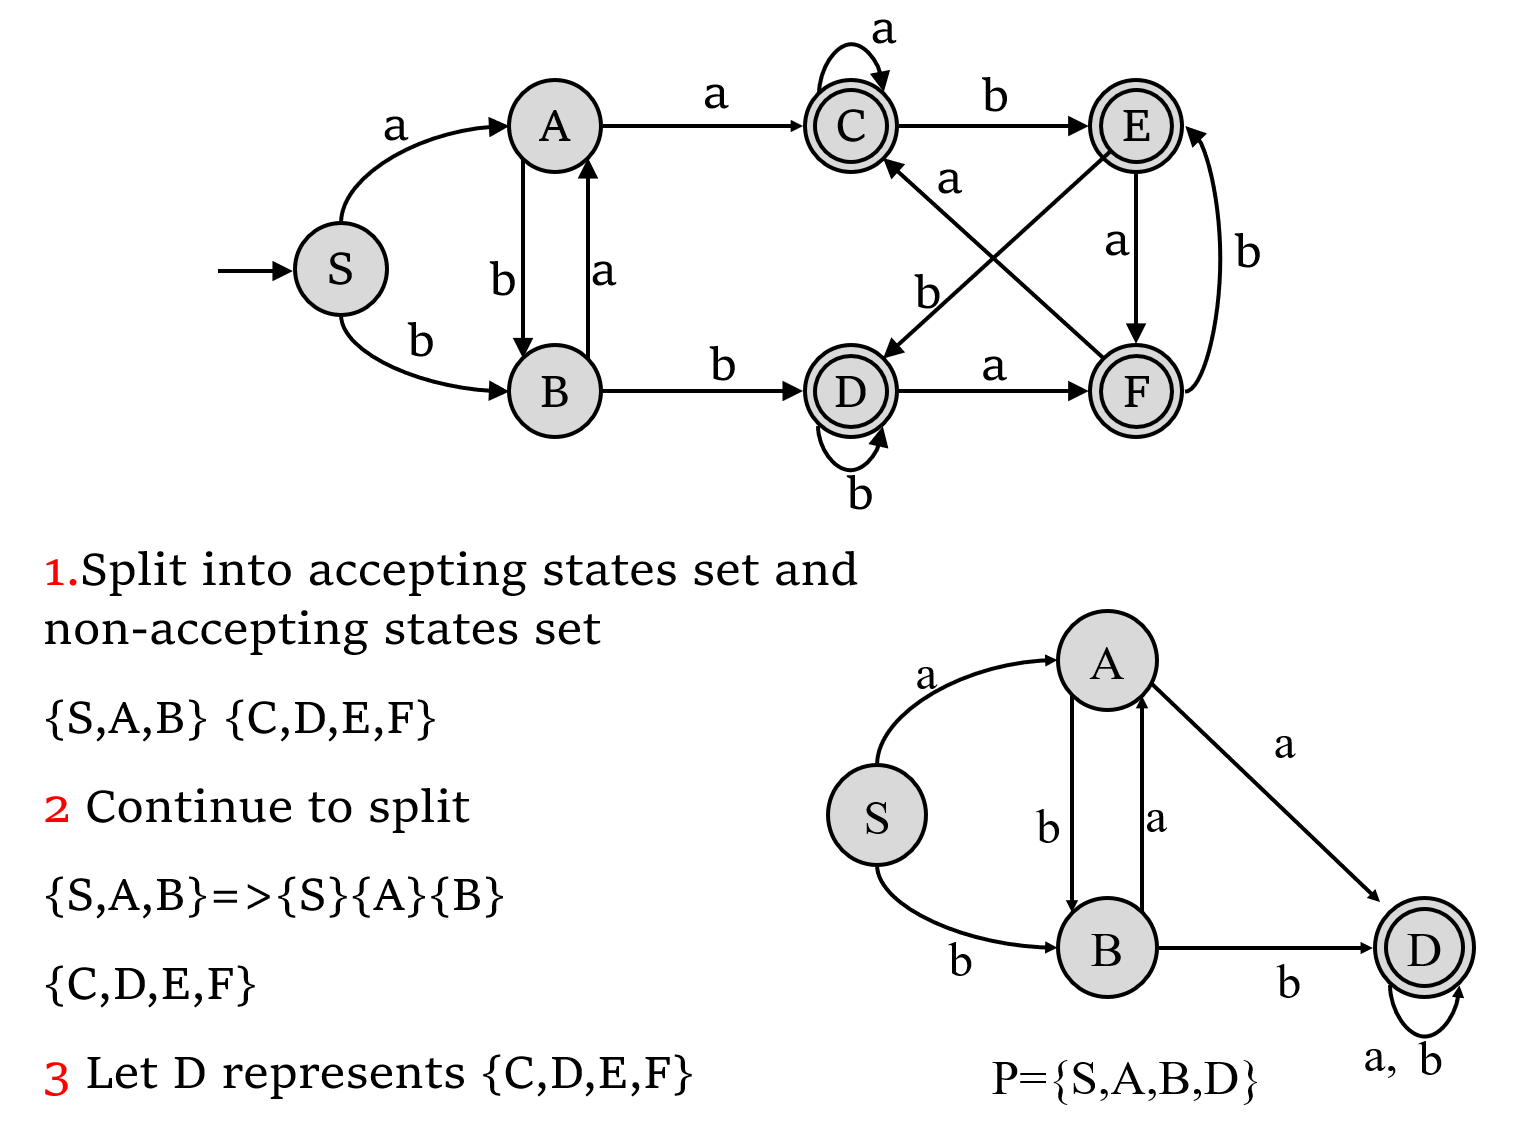 a
a
A
a
C
b
E
S
a
b
a
a
b
b
b
B
b
D
a
F
b
1.Split into accepting states set and
non-accepting states set
{S,A,B} {C,D,E,F}
2 Continue to split
{S,A,B}=>{S}{A}{B}
{C,D,E,F}
3 Let D represents {C,D,E,F}
A
a
a
S
b
a
b
B
b
D
a, b
P={S,A,B,D}